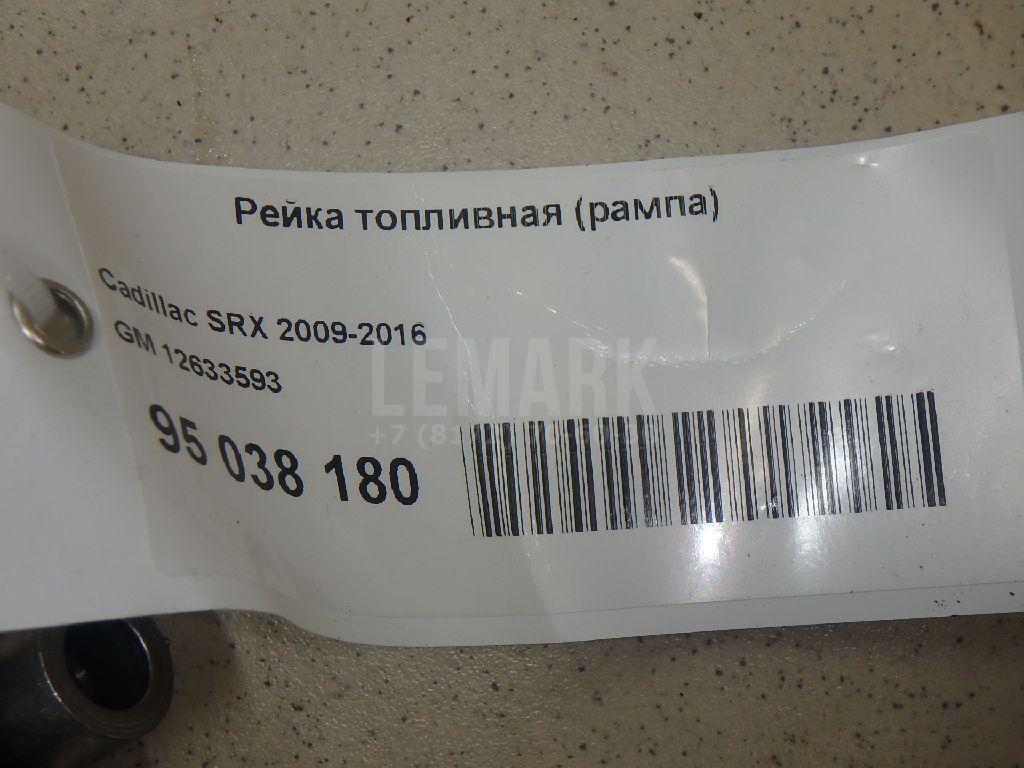 Рейка топливная (рампа)
Cadillac SRX 2009-2016
GM 12633593
LEMARK
95 038 180